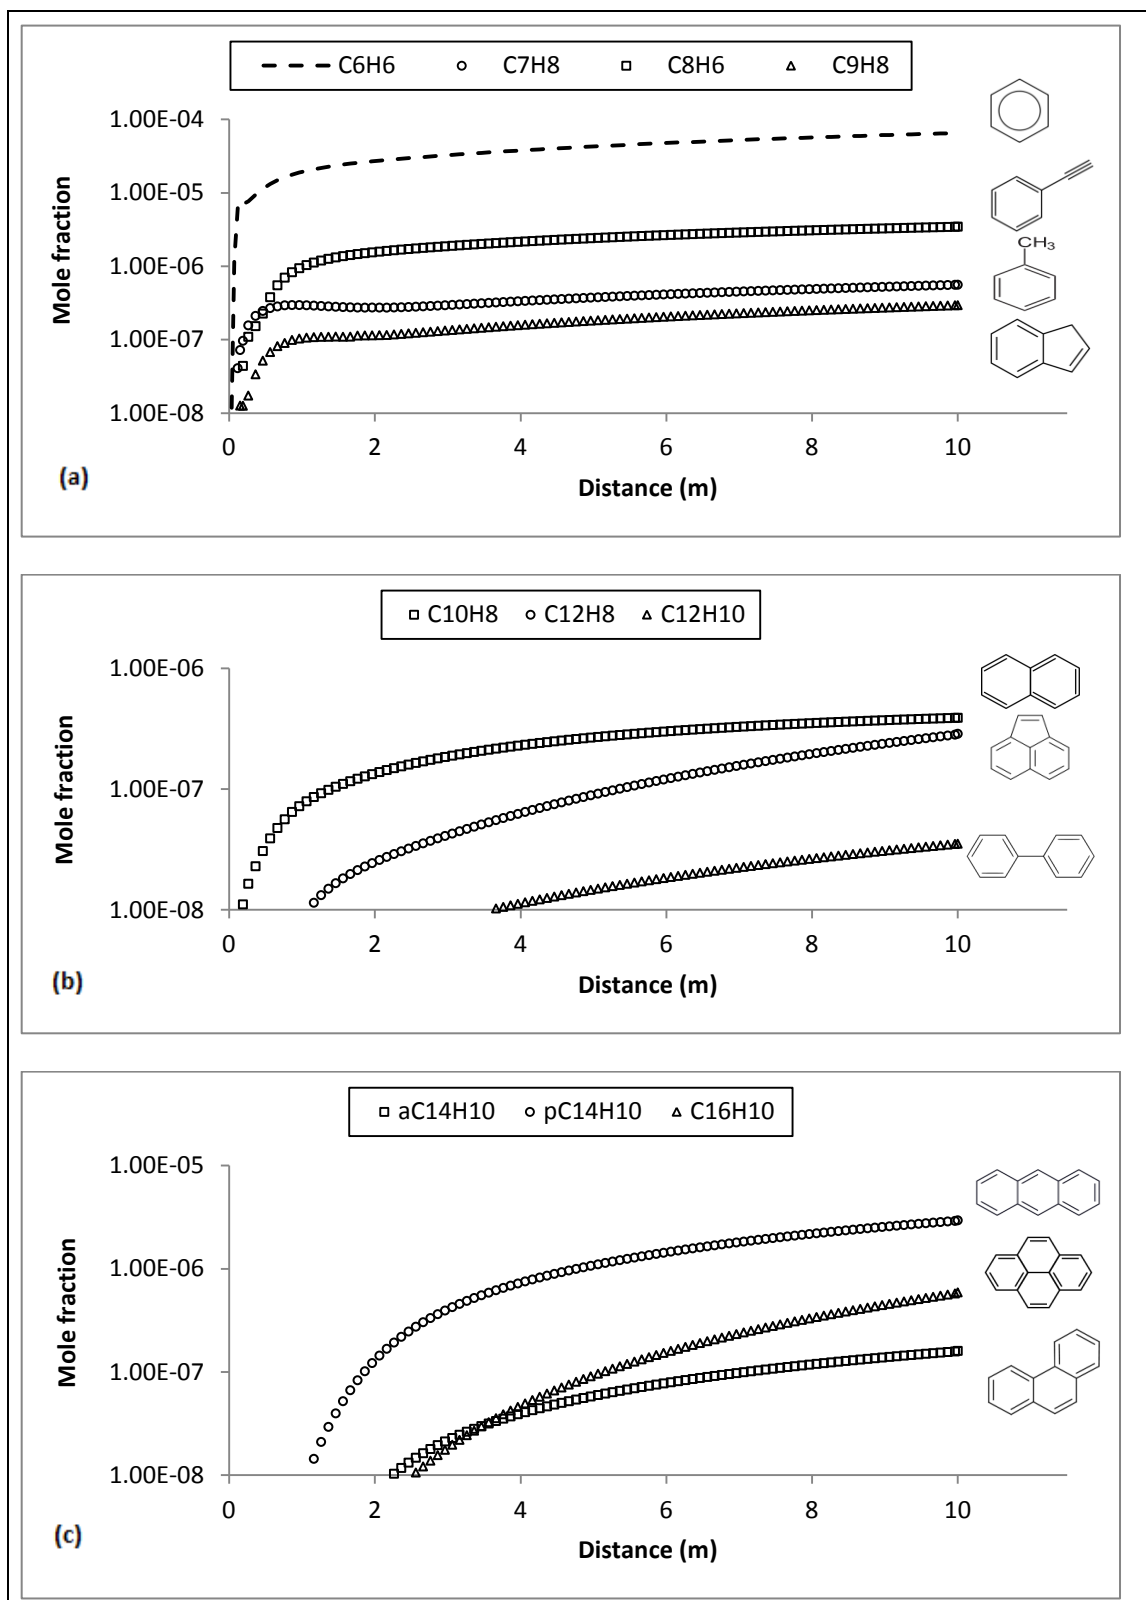 C6H6 C7H8 C8H6 C9H8
1.00E-04
1.00E-05
1.00E-06
1.00E-07
1.00E-08
Mole fraction
CH₃
0 2 4 6 8 10
Distance (m)
(a)
C10H8 C12H8 C12H10
1.00E-06
1.00E-07
1.00E-08
Mole fraction
0 2 4 6 8 10
Distance (m)
(b)
aC14H10 pC14H10 C16H10
1.00E-05
1.00E-06
1.00E-07
1.00E-08
Mole fraction
0 2 4 6 8 10
Distance (m)
(c)